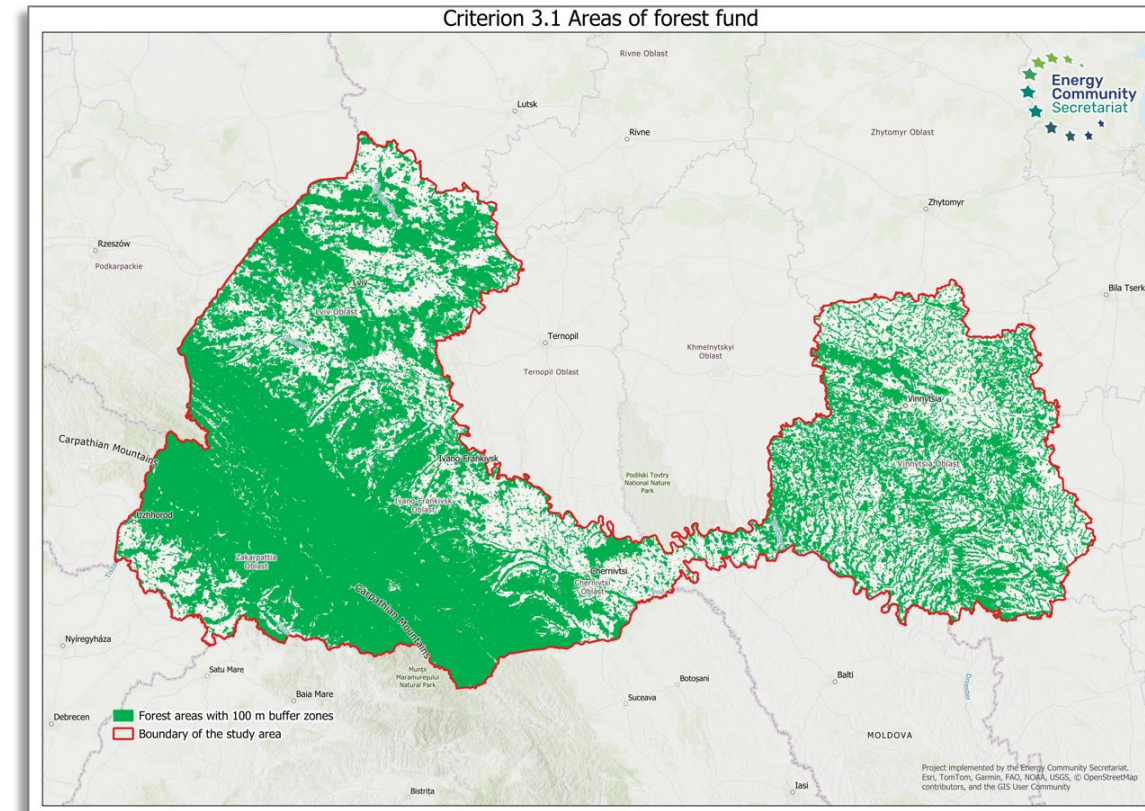 Criterion 3.1 Areas of forest fund
Rivne Oblast
Energy
Community
Secretariat
Lutsk
Rivne
Zhytomyr Oblast
Zhytomyr
Rzeszów
Podkarpackie
Lviv
Lviv Oblast
Bila Tserk
Ternopil
Khmelnytskyi
Oblast
Ternopil Oblast
Vinnytsia
Carpathian Mountains
Ivano-Frankivsk
Vinnytsia Oblast
Podilski Tovtry
National Nature
Park
Ivano-Frankivsk
Oblast
Uzhhorod
Zakarpattia
Oblast
Chernivtsi
Chernivtsi
Oblast
Carpathian Mountains
Nyíregyháza
Satu Mare
Munții
Maramureșului
Natural Park
Botoșani
Balti
Baia Mare
Suceava
Dniester
Debrecen
Forest areas with 100 m buffer zones
Boundary of the study area
MOLDOVA
Bistrița
Iasi
Project implemented by the Energy Community Secretariat.
Esri, TomTom, Garmin, FAO, NOAA, USGS, © OpenStreetMap
contributors, and the GIS User Community